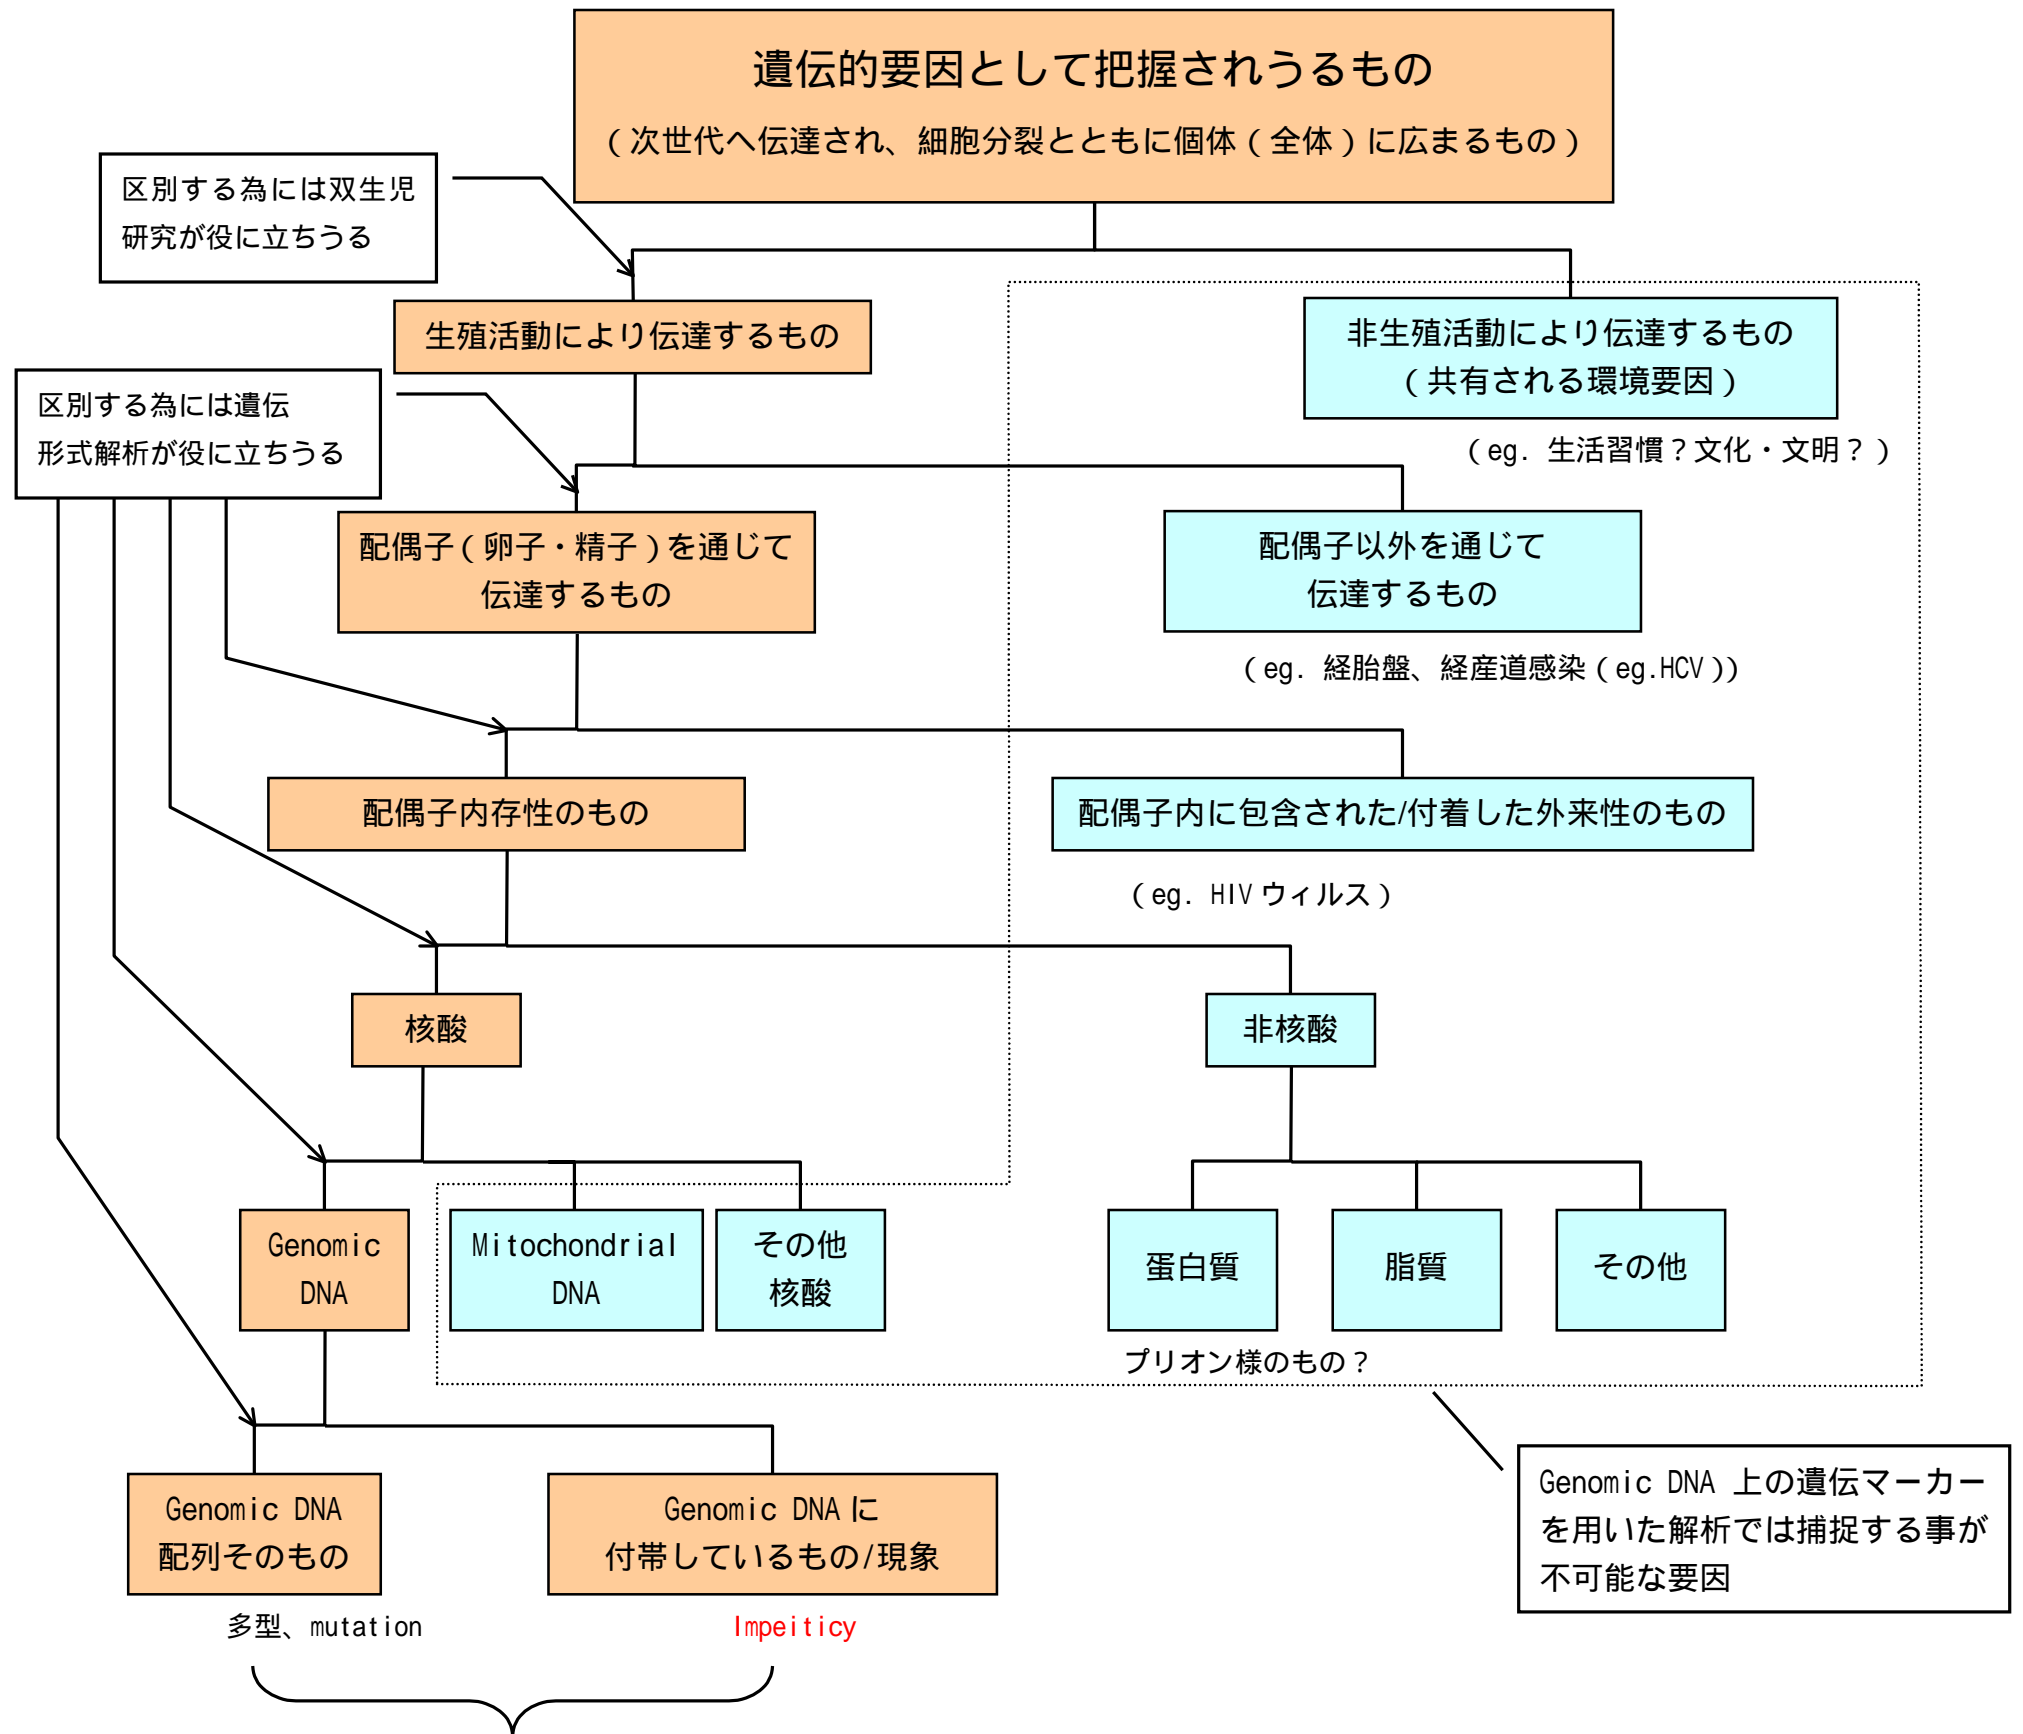 遺伝的要因として把握されうるもの
（次世代へ伝達され、細胞分裂とともに個体（全体）に広まるもの）
区別する為には双生児
研究が役に立ちうる
生殖活動により伝達するもの
非生殖活動により伝達するもの
（共有される環境要因）
（eg. 生活習慣？文化・文明？）
区別する為には遺伝
形式解析が役に立ちうる
配偶子（卵子・精子）を通じて
伝達するもの
配偶子以外を通じて
伝達するもの
（eg. 経胎盤、経産道感染（eg.HCV））
配偶子内存性のもの
配偶子内に包含された/付着した外来性のもの
（eg. HIV ウィルス）
核酸
非核酸
Genomic
DNA
Mitochondrial
DNA
その他
核酸
蛋白質
脂質
その他
プリオン様のもの？
Genomic DNA
配列そのもの
Genomic DNA に
付帯しているもの/現象
Genomic DNA 上の遺伝マーカー
を用いた解析では捕捉する事が
不可能な要因
多型、mutation
Impeiticy